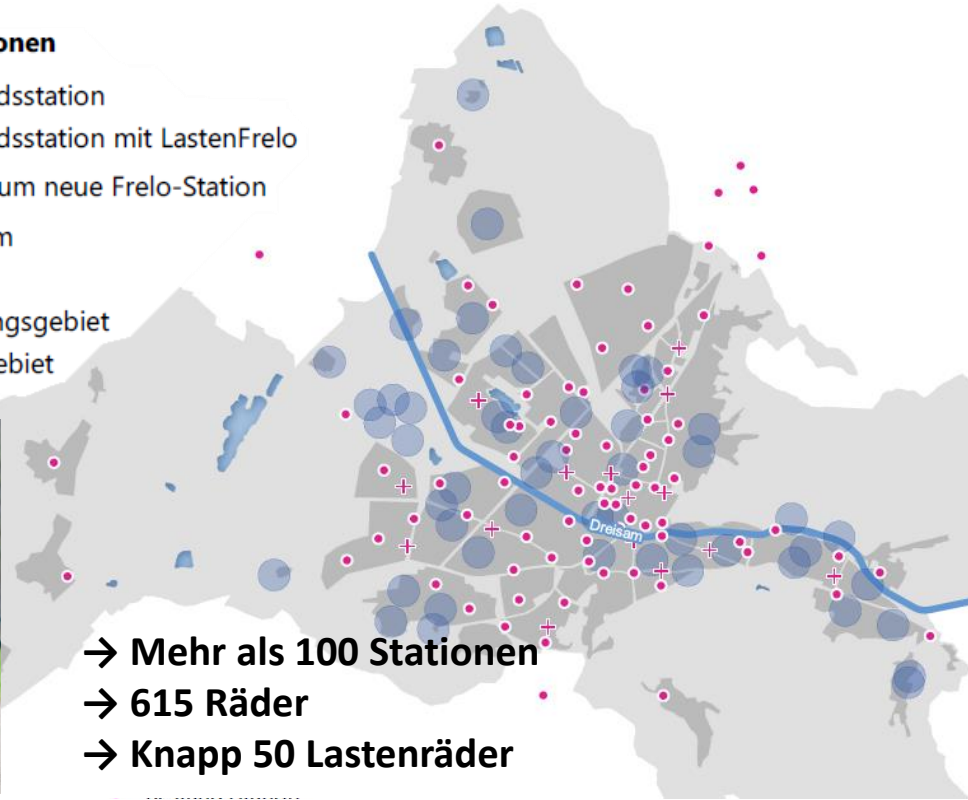 onen
dsstation
dsstation mit LastenFrelo
um neue Frelo-Station
m
ngsgebiet
ebiet
Dreisam
→ Mehr als 100 Stationen
→ 615 Räder
→ Knapp 50 Lastenräder